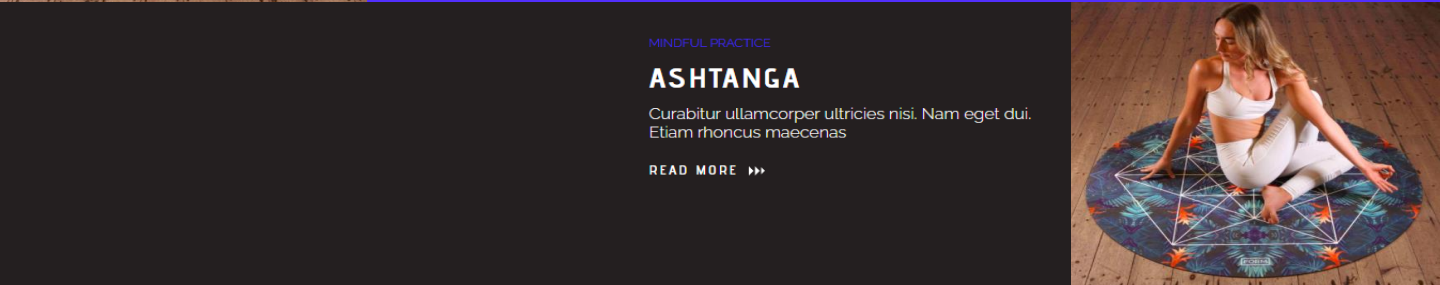 MINDFUL PRACTICE
ASHTANGA
Curabitur ullamcorper ultricies nisi. Nam eget dui.
Etiam rhoncus maecenas
READ MORE